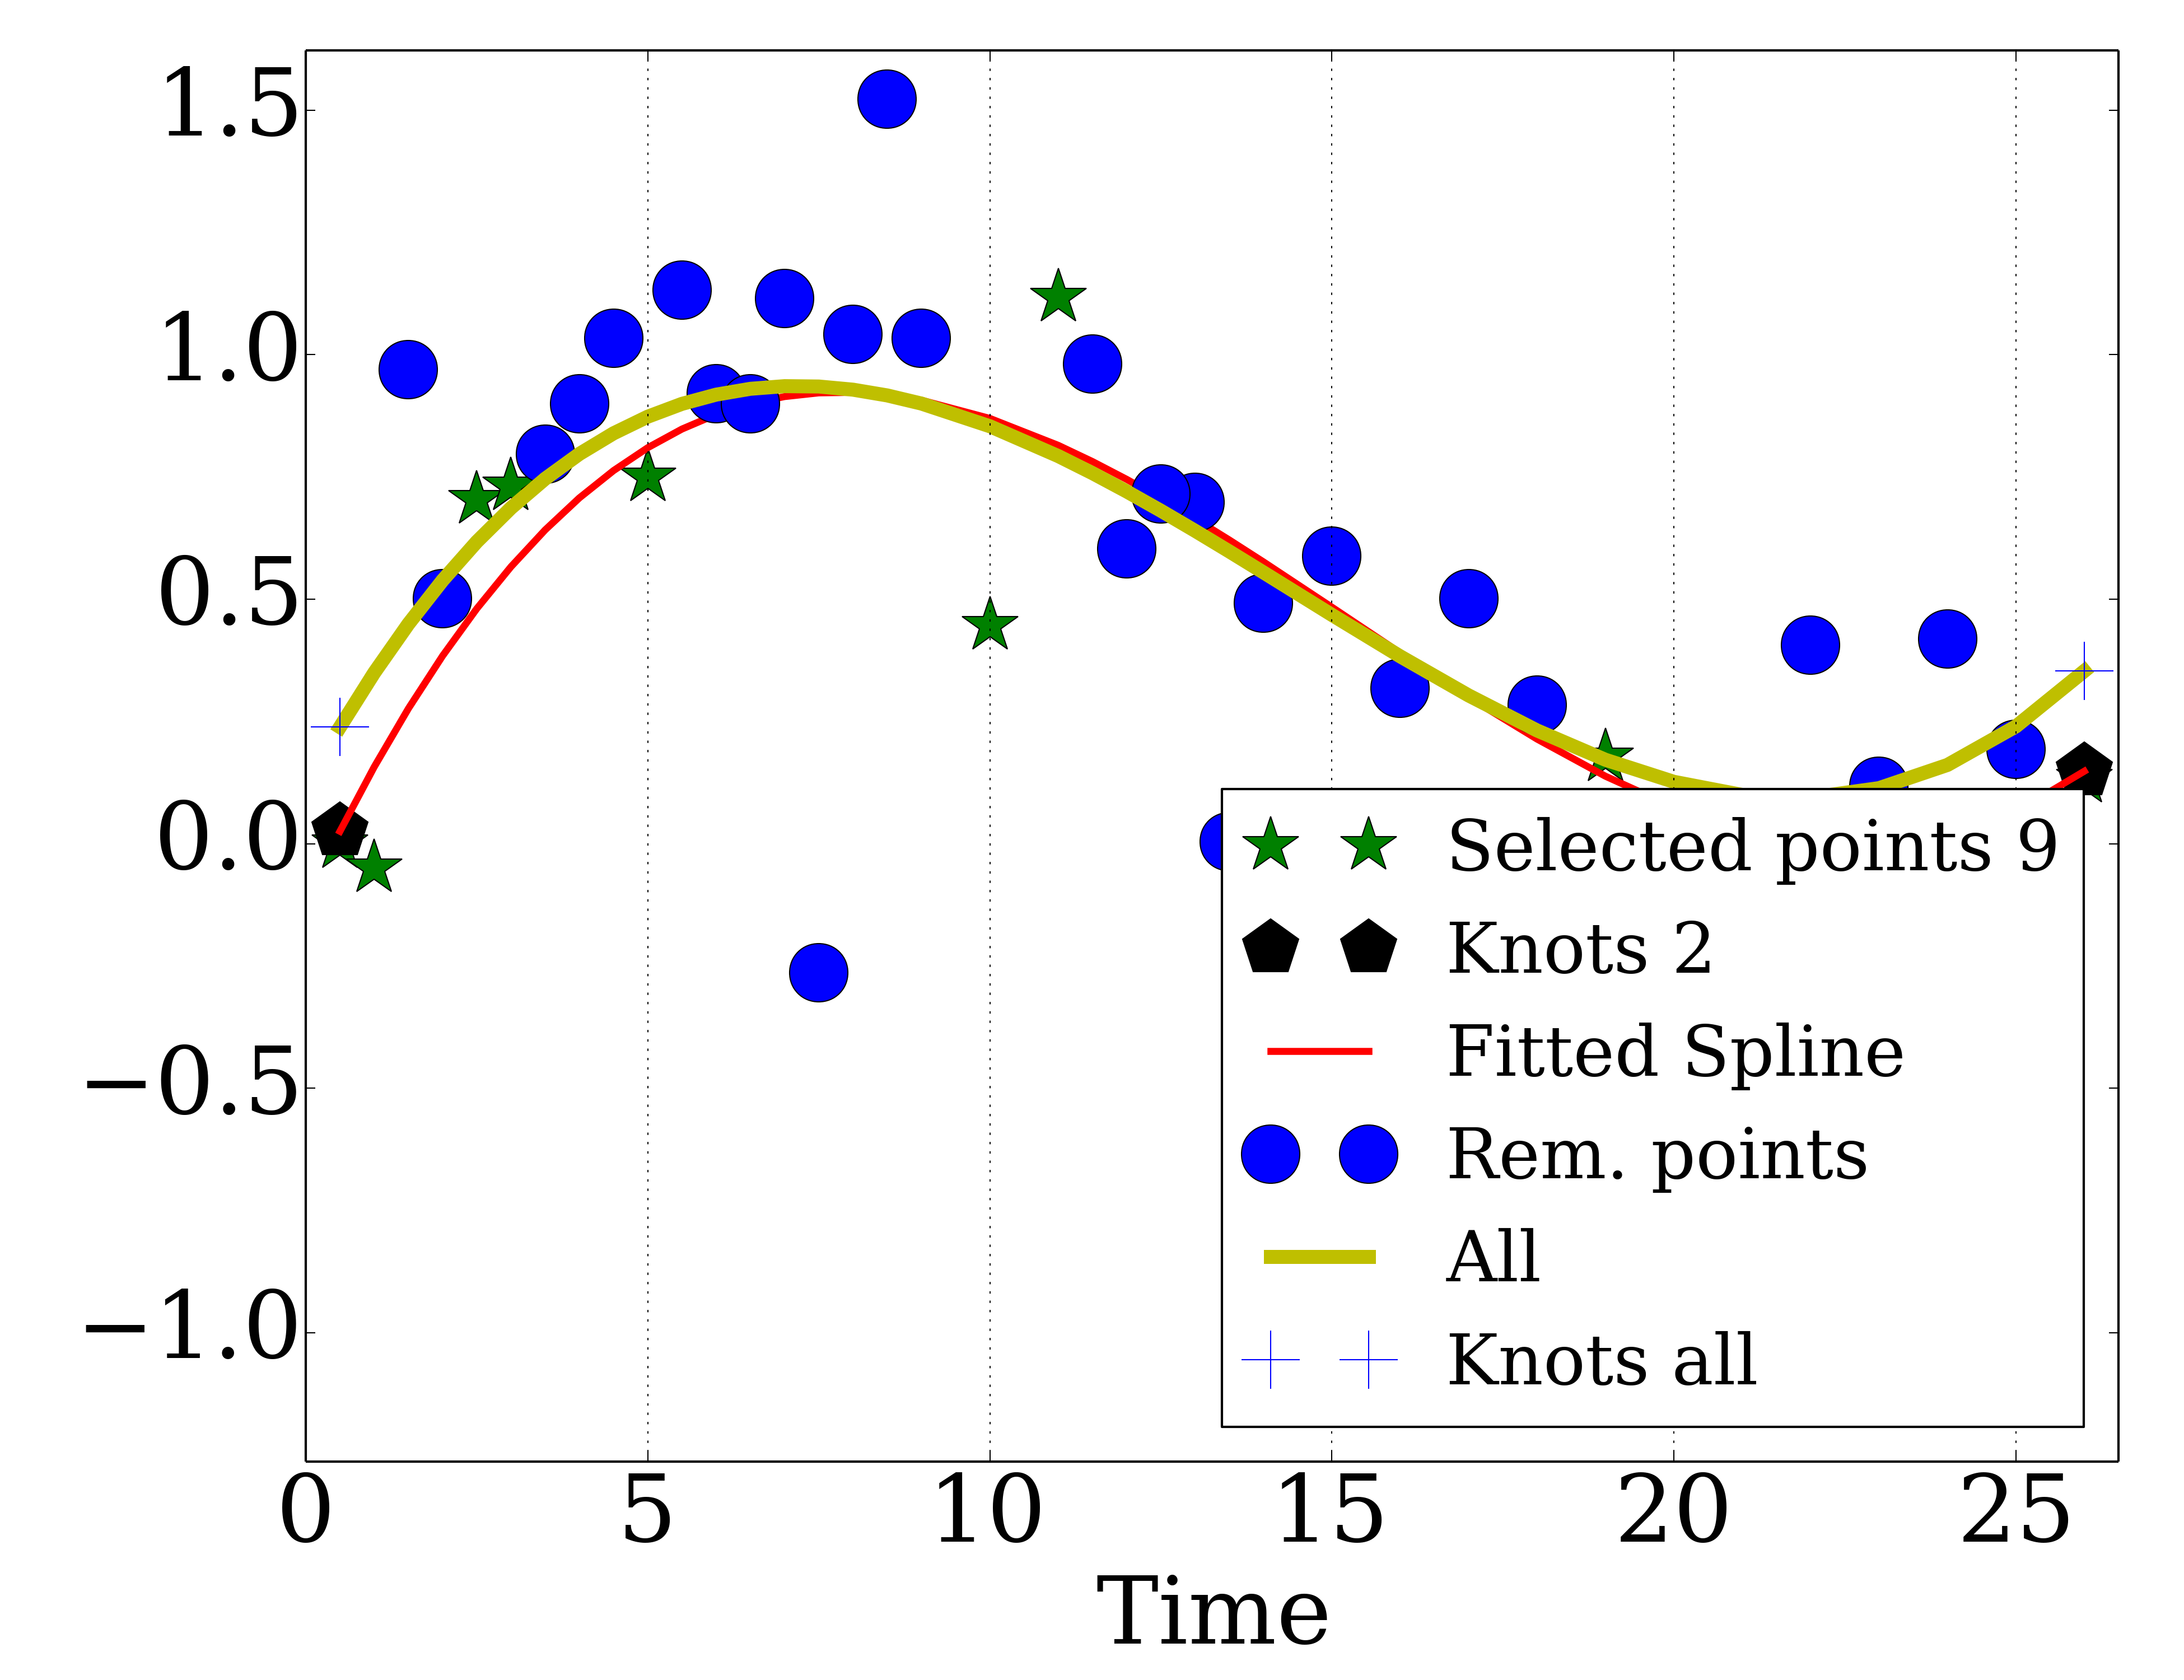 1.5
1.0
0.5
0.0
−0.5
−1.0
Selected points 9
Knots 2
Fitted Spline
Rem. points
All
Knots all
0 5 10 15 20 25
Time